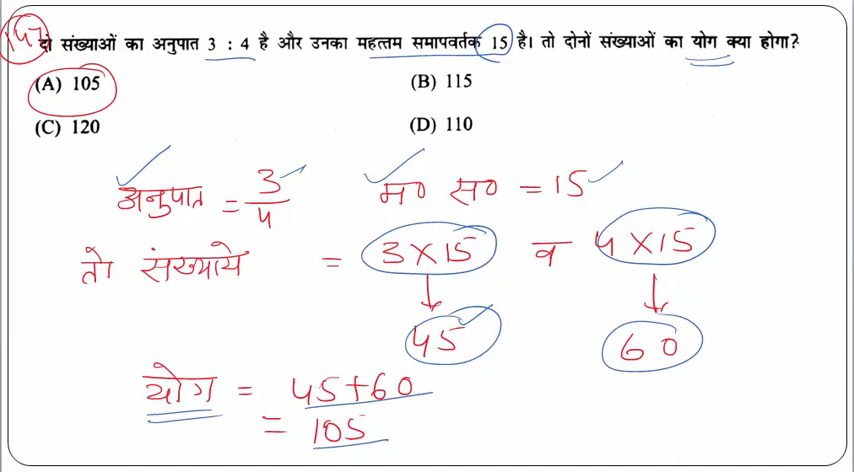 147 दो संख्याओं का अनुपात 3 : 4 है और उनका महत्तम समापवर्तक 15 है। तो दोनों संख्याओं का योग क्या होगा?
(A) 105 (B) 115
(C) 120 (D) 110
अनुपात = 3/4 म० स० = 15
तो संख्याये = 3×15 व 4×15
45 60
योग = 45+60
= 105